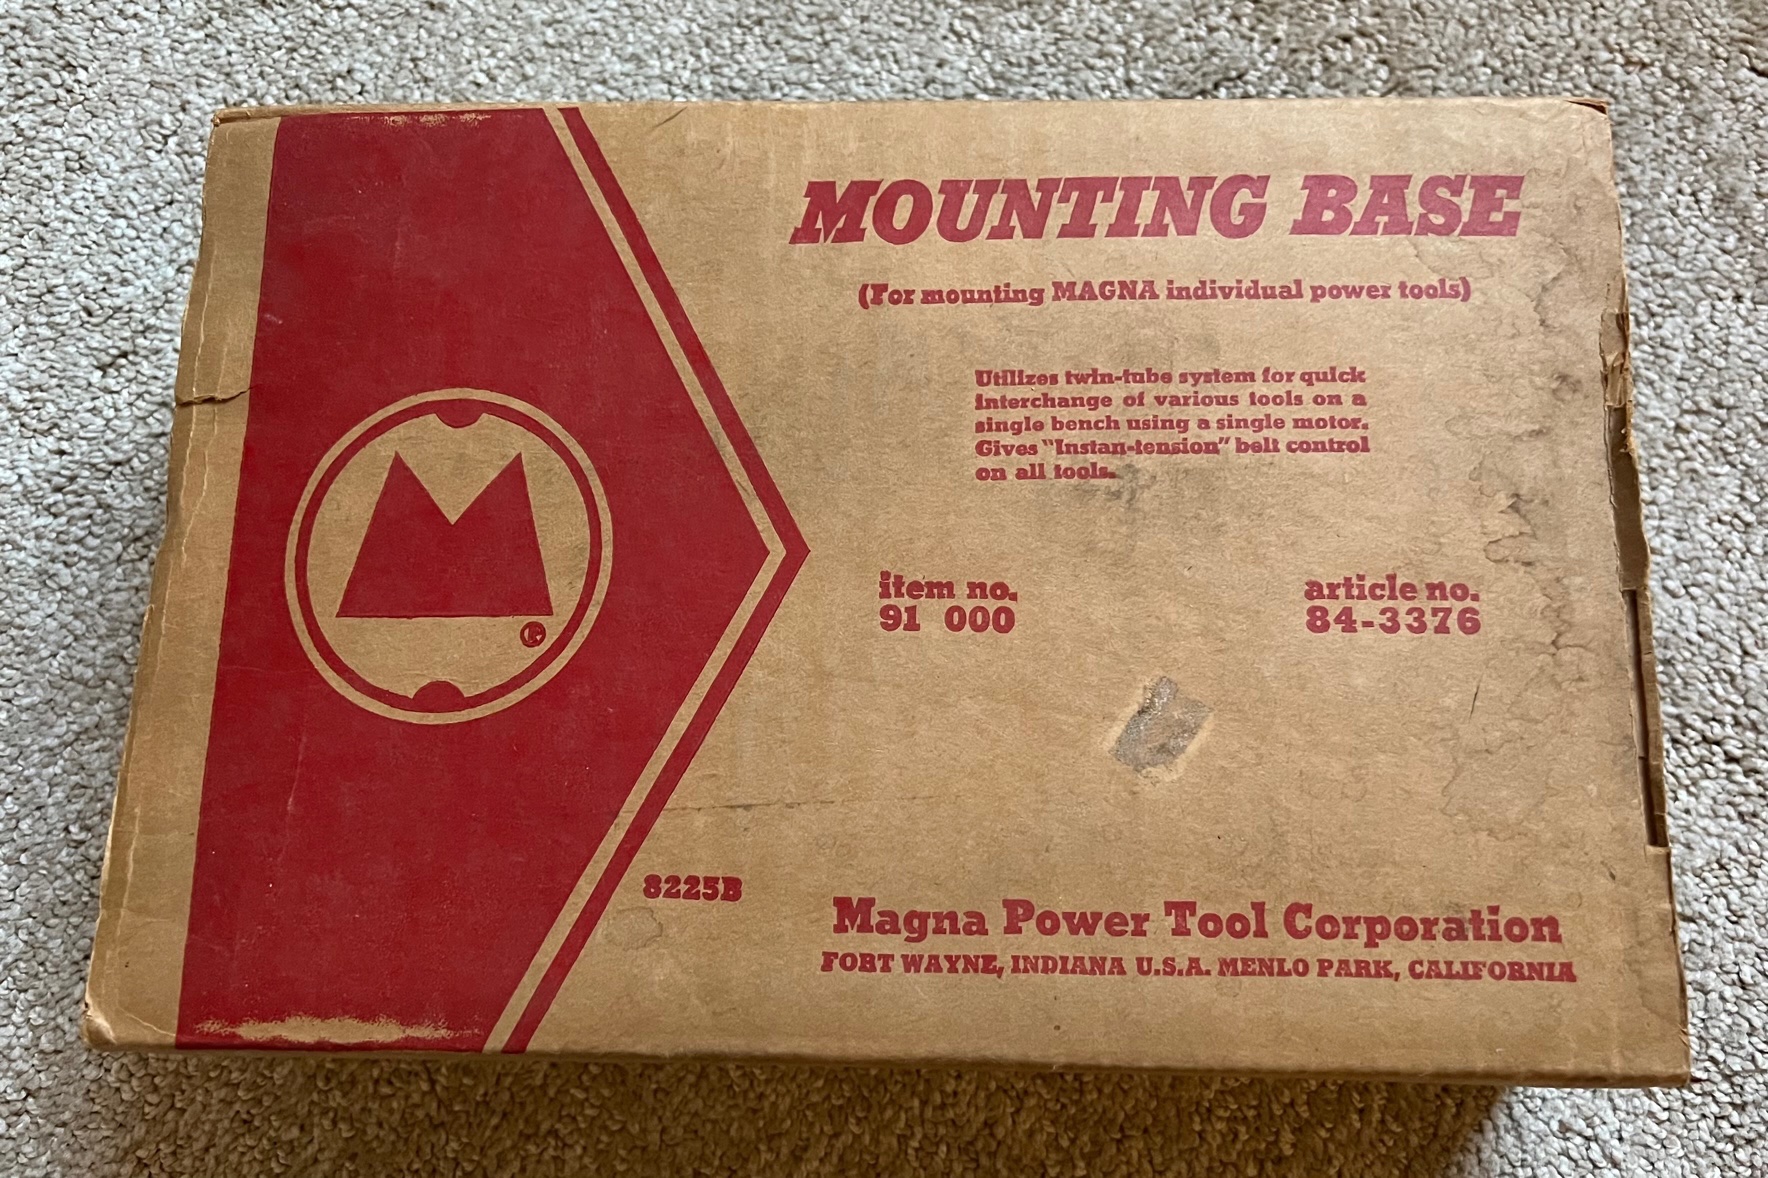 MOUNTING BASE
(For mounting MAGNA individual power tools)
Utilizes twin-tube system for quick
interchange of various tools on a
single bench using a single motor.
Gives "Instan-tension" belt control
on all tools.
item no.
91 000
article no.
84-3376
M
®
8225B
Magna Power Tool Corporation
FORT WAYNE, INDIANA U.S.A. MENLO PARK, CALIFORNIA